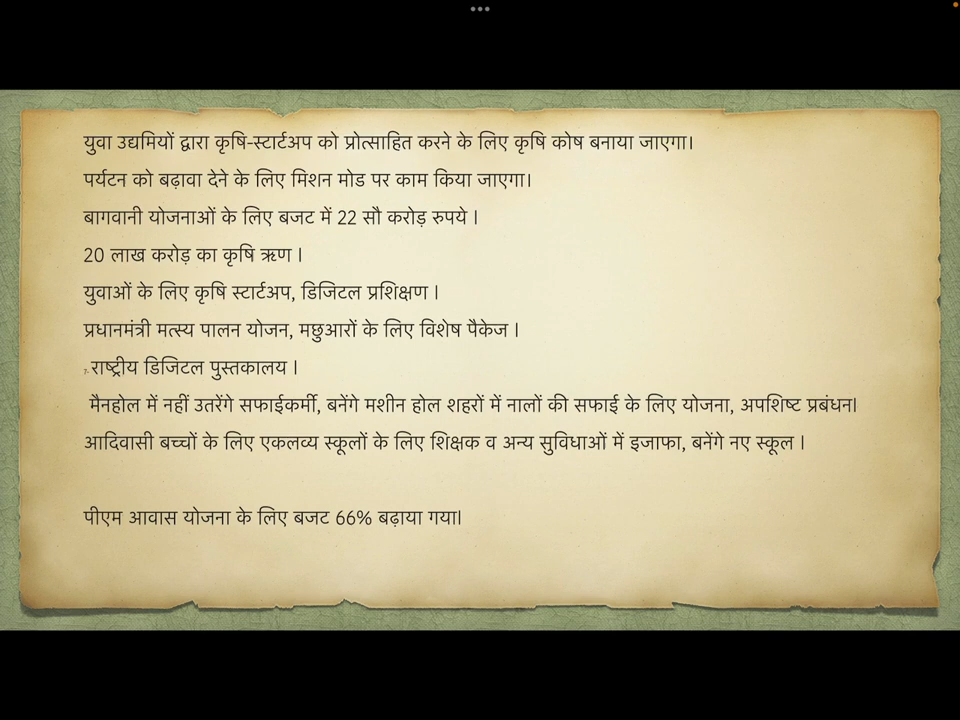 युवा उद्यमियों द्वारा कृषि-स्टार्टअप को प्रोत्साहित करने के लिए कृषि कोष बनाया जाएगा।
पर्यटन को बढ़ावा देने के लिए मिशन मोड पर काम किया जाएगा।
बागवानी योजनाओं के लिए बजट में 22 सौ करोड़ रुपये।
20 लाख करोड़ का कृषि ऋण।
युवाओं के लिए कृषि स्टार्टअप, डिजिटल प्रशिक्षण।
प्रधानमंत्री मत्स्य पालन योजन, मछुआरों के लिए विशेष पैकेज।
7- राष्ट्रीय डिजिटल पुस्तकालय।
मैनहोल में नहीं उतरेंगे सफाईकर्मी, बनेंगे मशीन होल शहरों में नालों की सफाई के लिए योजना, अपशिष्ट प्रबंधन।
आदिवासी बच्चों के लिए एकलव्य स्कूलों के लिए शिक्षक व अन्य सुविधाओं में इजाफा, बनेंगे नए स्कूल।
पीएम आवास योजना के लिए बजट 66% बढ़ाया गया।